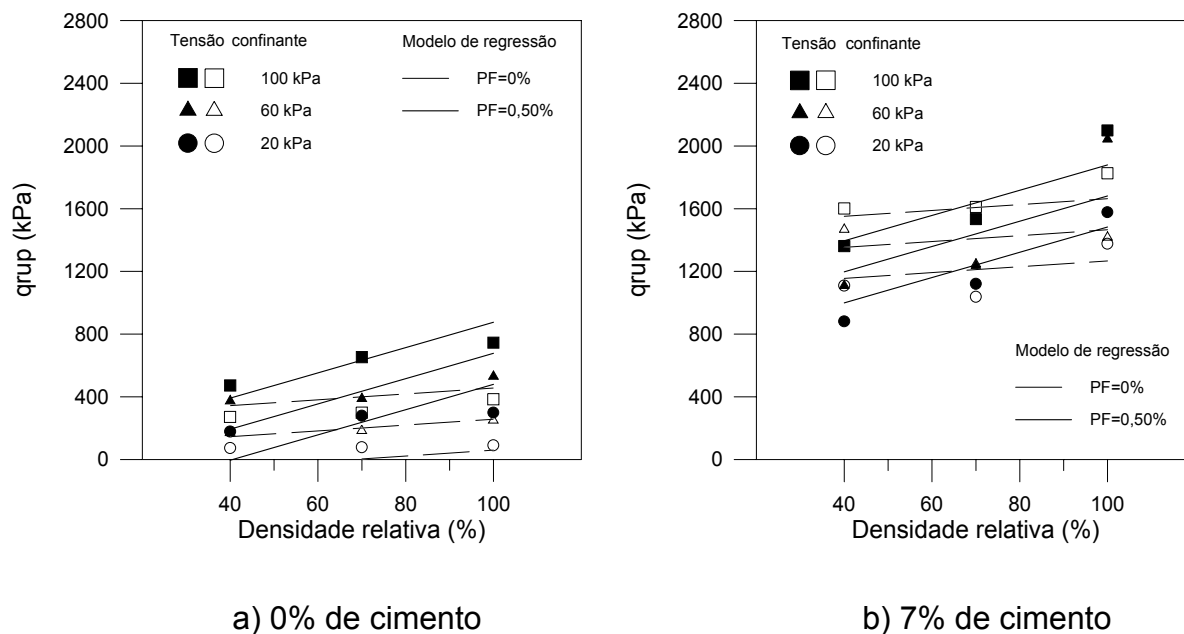 2800
2400
2000
1600
1200
800
400
0
qrup (kPa)
Tensão confinante
100 kPa
60 kPa
20 kPa
Modelo de regressão
PF=0%
PF=0,50%
40 60 80 100
Densidade relativa (%)
a) 0% de cimento
2800
2400
2000
1600
1200
800
400
0
qrup (kPa)
Tensão confinante
100 kPa
60 kPa
20 kPa
Modelo de regressão
PF=0%
PF=0,50%
40 60 80 100
Densidade relativa (%)
b) 7% de cimento